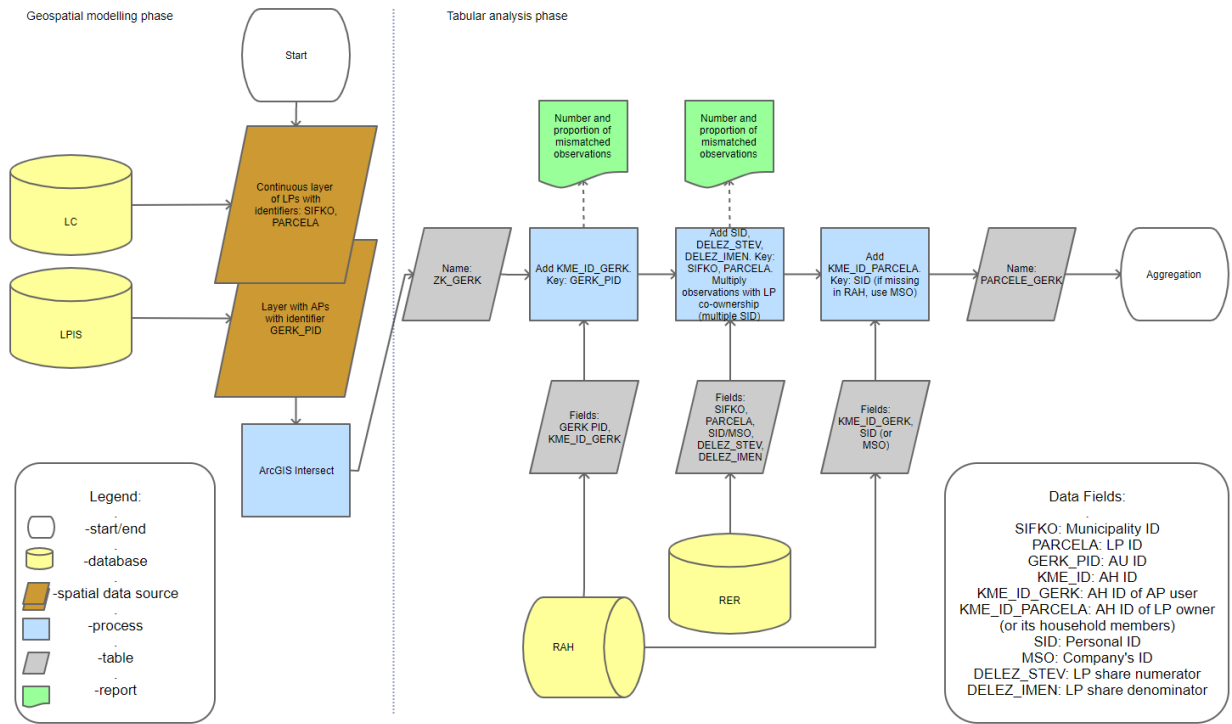 Geospatial modelling phase
Tabular analysis phase
Start
Continuous layer
of LPs with
identifiers: SIFKO,
PARCELA
LC
Layer with APs
with identifier
GERK_PID
LPIS
ArcGIS Intersect
Number and
proportion of
mismatched
observations
Number and
proportion of
mismatched
observations
Name:
ZK_GERK
Add KME_ID_GERK.
Key: GERK_PID
Add SID,
DELEZ_STEV,
DELEZ_IMEN. Key:
SIFKO, PARCELA.
Multiply
observations with LP
co-ownership
(multiple SID)
Add
KME_ID_PARCELA.
Key: SID (if missing
in RAH, use MSO)
Name:
PARCELE_GERK
Aggregation
Fields:
GERK PID,
KME_ID_GERK
Fields:
SIFKO,
PARCELA,
SID/MSO,
DELEZ_STEV,
DELEZ_IMEN
Fields:
KME_ID_GERK,
SID (or
MSO)
RER
RAH
Legend:
.
-start/end
.
-database
.
-spatial data source
.
-process
.
-table
.
-report
Data Fields:
.
SIFKO: Municipality ID
PARCELA: LP ID
GERK_PID: AU ID
KME_ID: AH ID
KME_ID_GERK: AH ID of AP user
KME_ID_PARCELA: AH ID of LP owner
(or its household members)
SID: Personal ID
MSO: Company's ID
DELEZ_STEV: LP share numerator
DELEZ_IMEN: LP share denominator